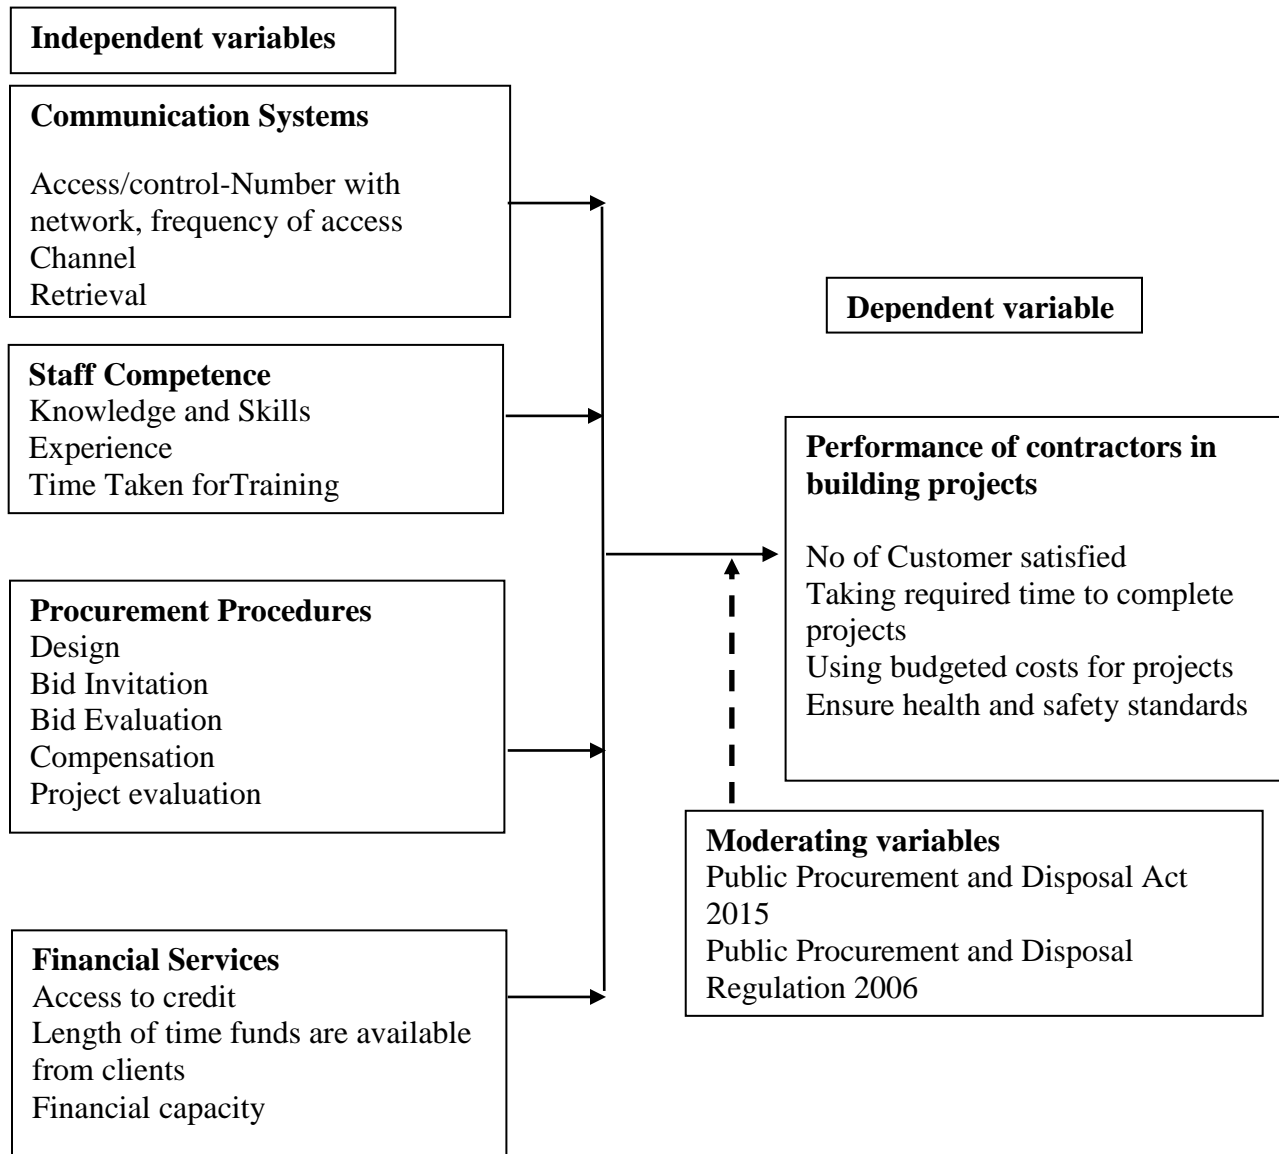 Independent variables
Communication Systems
Access/control-Number with
network, frequency of access
Channel
Retrieval
Staff Competence
Knowledge and Skills
Experience
Time Taken forTraining
Procurement Procedures
Design
Bid Invitation
Bid Evaluation
Compensation
Project evaluation
Financial Services
Access to credit
Length of time funds are available
from clients
Financial capacity
Dependent variable
Performance of contractors in
building projects
No of Customer satisfied
Taking required time to complete
projects
Using budgeted costs for projects
Ensure health and safety standards
Moderating variables
Public Procurement and Disposal Act
2015
Public Procurement and Disposal
Regulation 2006